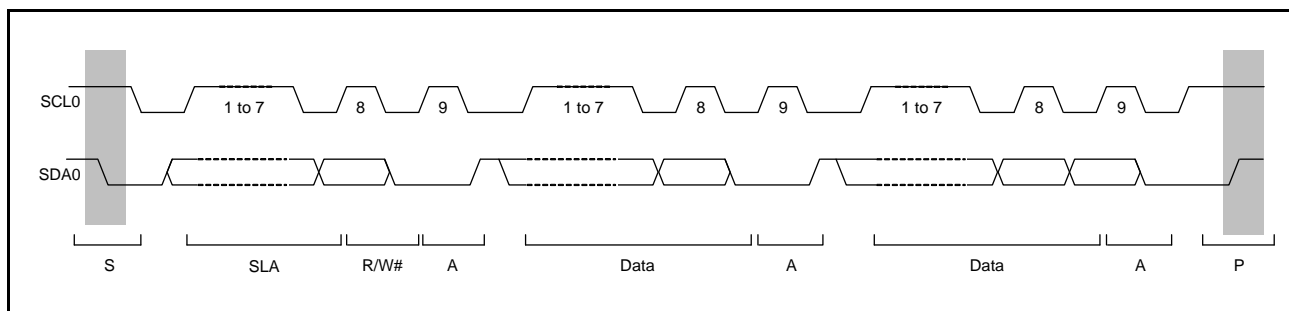 SCL0
1 to 7 8 9 1 to 7 8 9 1 to 7 8 9
SDA0
S SLA R/W# A Data A Data A P